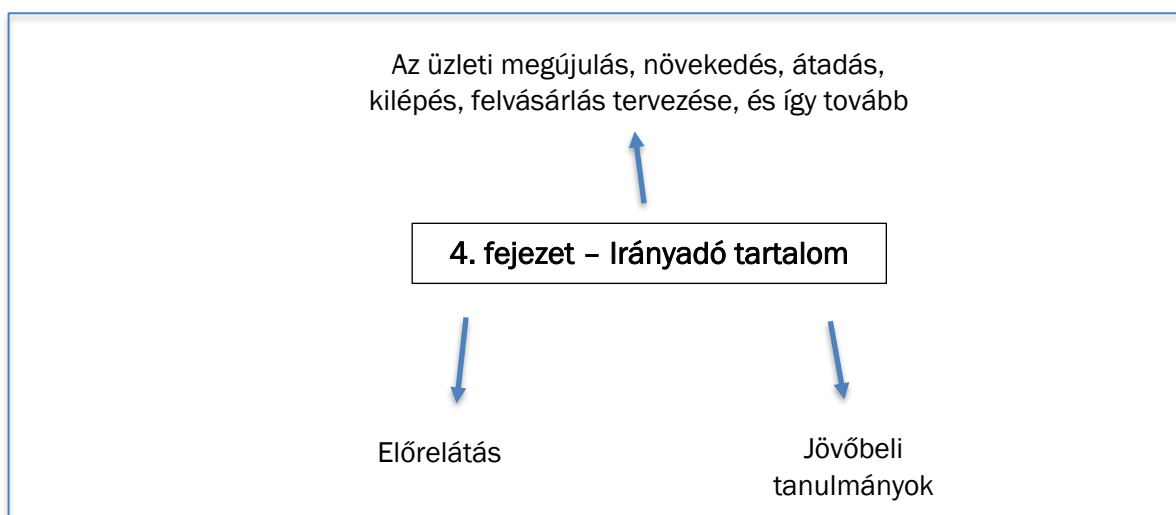 Az üzleti megújulás, növekedés, átadás,
kilépés, felvásárlás tervezése, és így tovább
4. fejezet – Irányadó tartalom
Előrelátás
Jövőbeli
tanulmányok